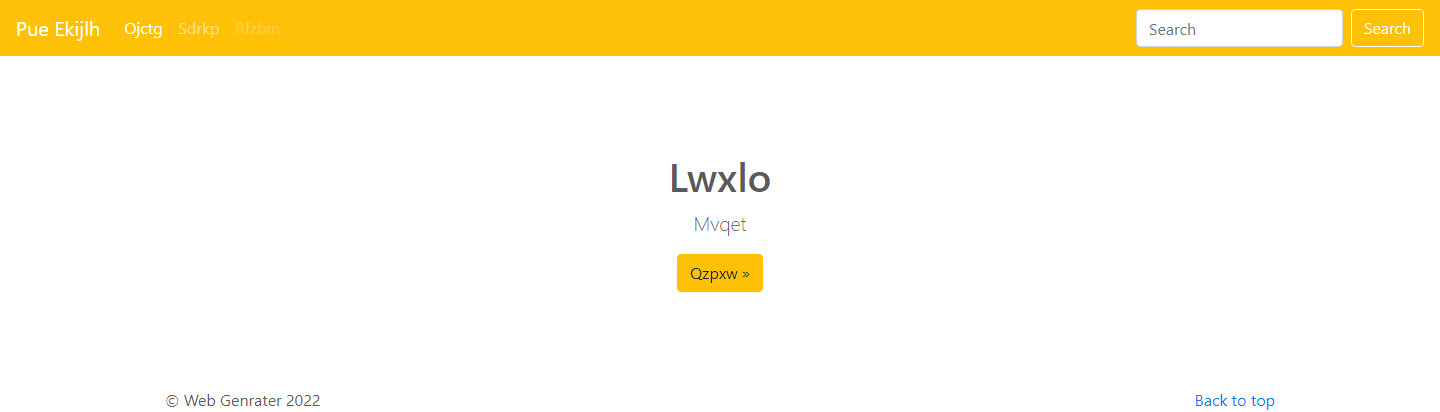 Pue Ekijlh Ojctg Sdrkp Rfzbm Search Search
Lwxlo
Mvqet
Qzpxw »
© Web Genrater 2022 Back to top